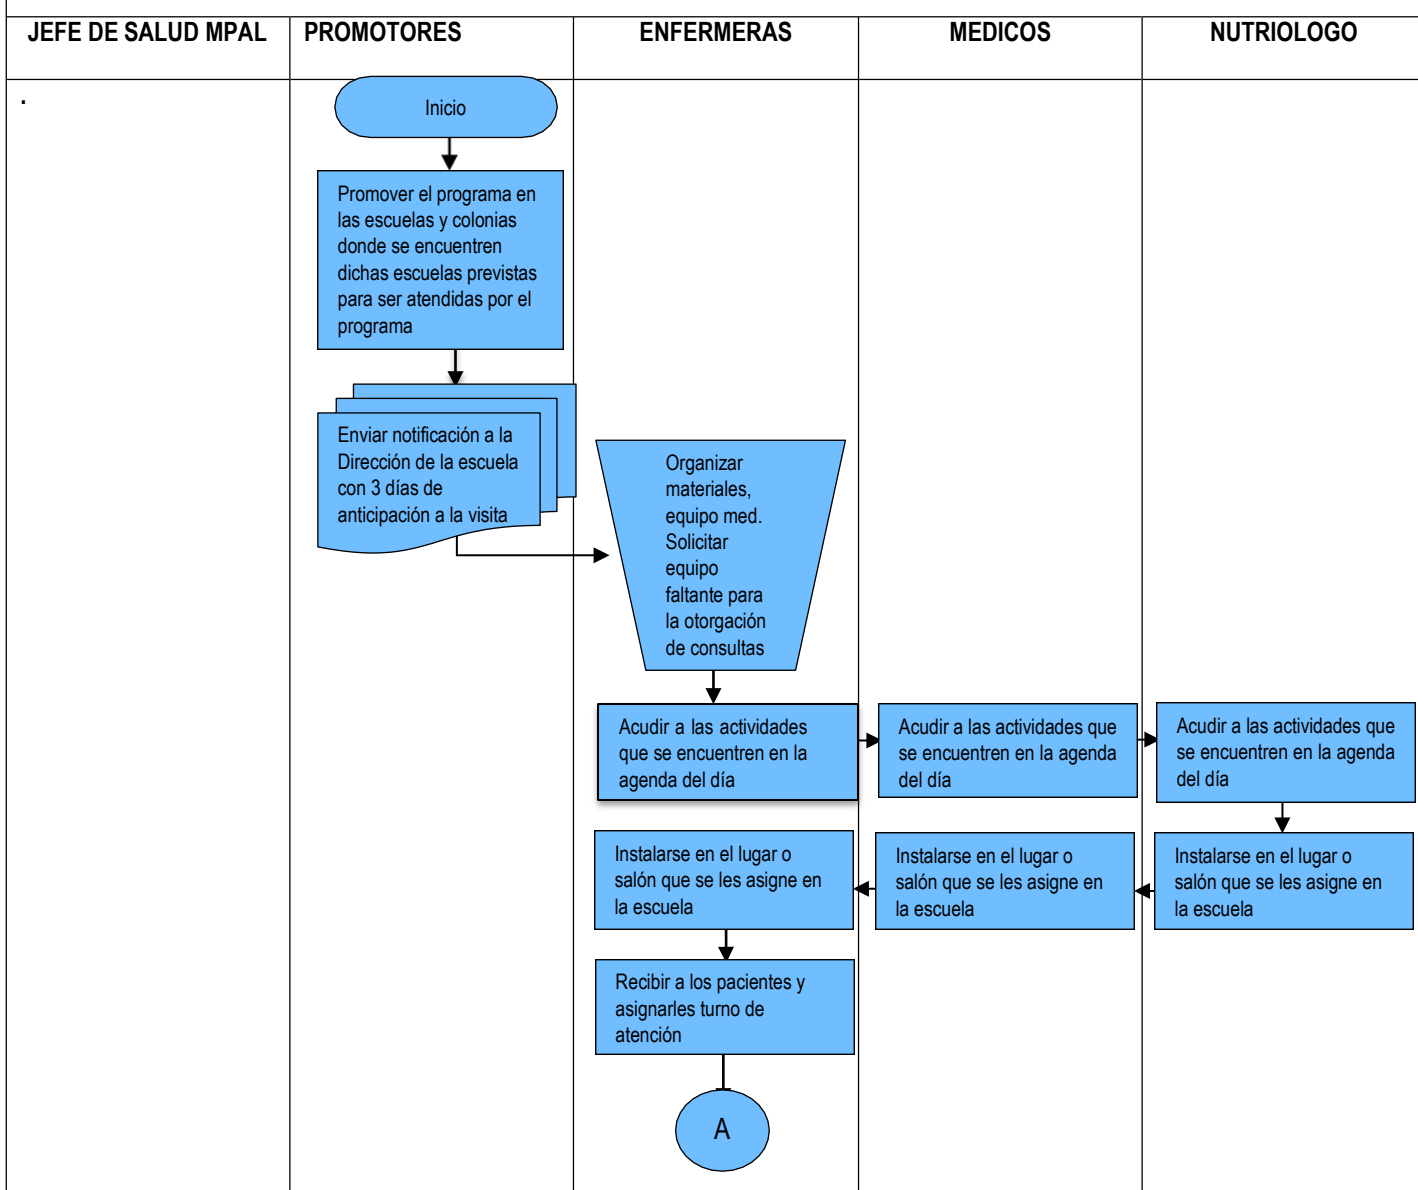 JEFE DE SALUD MPAL
PROMOTORES
ENFERMERAS
MEDICOS
NUTRIOLOGO
.
Inicio
Promover el programa en
las escuelas y colonias
donde se encuentren
dichas escuelas previstas
para ser atendidas por el
programa
Enviar notificación a la
Dirección de la escuela
con 3 días de
anticipación a la visita
Organizar
materiales,
equipo med.
Solicitar
equipo
faltante para
la otorgación
de consultas
Acudir a las actividades
que se encuentren en la
agenda del día
Acudir a las actividades que
se encuentren en la agenda
del día
Acudir a las actividades que
se encuentren en la agenda
del día
Instalarse en el lugar o
salón que se les asigne en
la escuela
Instalarse en el lugar o
salón que se les asigne en
la escuela
Instalarse en el lugar o
salón que se les asigne en
la escuela
Recibir a los pacientes y
asignarles turno de
atención
A